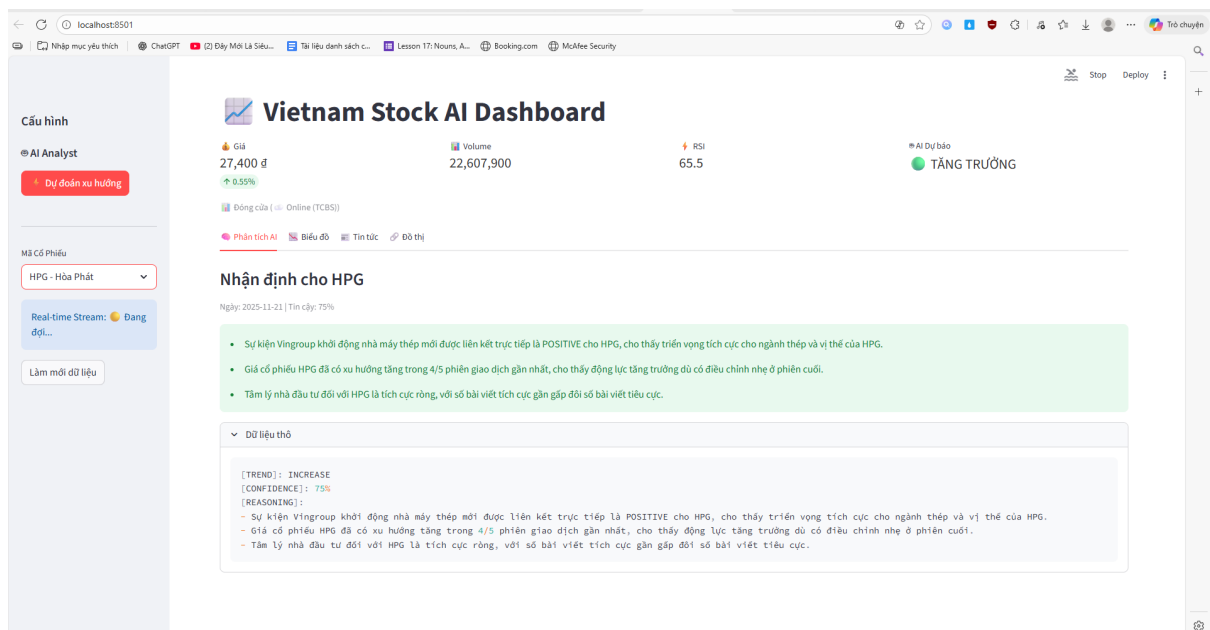 localhost:8501
Trò chuyện
Nhập mục yêu thích
ChatGPT
(2) Đây Mới Là Siêu...
Tài liệu danh sách c...
Lesson 17: Nouns, A...
Booking.com
McAfee Security
Stop
Deploy
Cấu hình
AI Analyst
Dự đoán xu hướng
Mã Cổ Phiếu
HPG - Hòa Phát
Real-time Stream: Đang
đợi...
Làm mới dữ liệu
Vietnam Stock AI Dashboard
Giá
27,400 ₫
↑ 0.55%
Volume
22,607,900
RSI
65.5
AI Dự báo
TĂNG TRƯỞNG
Đóng cửa ( Online (TCBS))
Phân tích AI
Biểu đồ
Tin tức
Đồ thị
Nhận định cho HPG
Ngày: 2025-11-21 | Tin cậy: 75%
• Sự kiện Vingroup khởi động nhà máy thép mới được liên kết trực tiếp là POSITIVE cho HPG, cho thấy triển vọng tích cực cho ngành thép và vị thế của HPG.
• Giá cổ phiếu HPG đã có xu hướng tăng trong 4/5 phiên giao dịch gần nhất, cho thấy động lực tăng trưởng dù có điều chỉnh nhẹ ở phiên cuối.
• Tâm lý nhà đầu tư đối với HPG là tích cực ròng, với số bài viết tích cực gần gấp đôi số bài viết tiêu cực.
Dữ liệu thô
[TREND]: INCREASE
[CONFIDENCE]: 75%
[REASONING]:
- Sự kiện Vingroup khởi động nhà máy thép mới được liên kết trực tiếp là POSITIVE cho HPG, cho thấy triển vọng tích cực cho ngành thép và vị thế của HPG.
- Giá cổ phiếu HPG đã có xu hướng tăng trong 4/5 phiên giao dịch gần nhất, cho thấy động lực tăng trưởng dù có điều chỉnh nhẹ ở phiên cuối.
- Tâm lý nhà đầu tư đối với HPG là tích cực ròng, với số bài viết tích cực gần gấp đôi số bài viết tiêu cực.